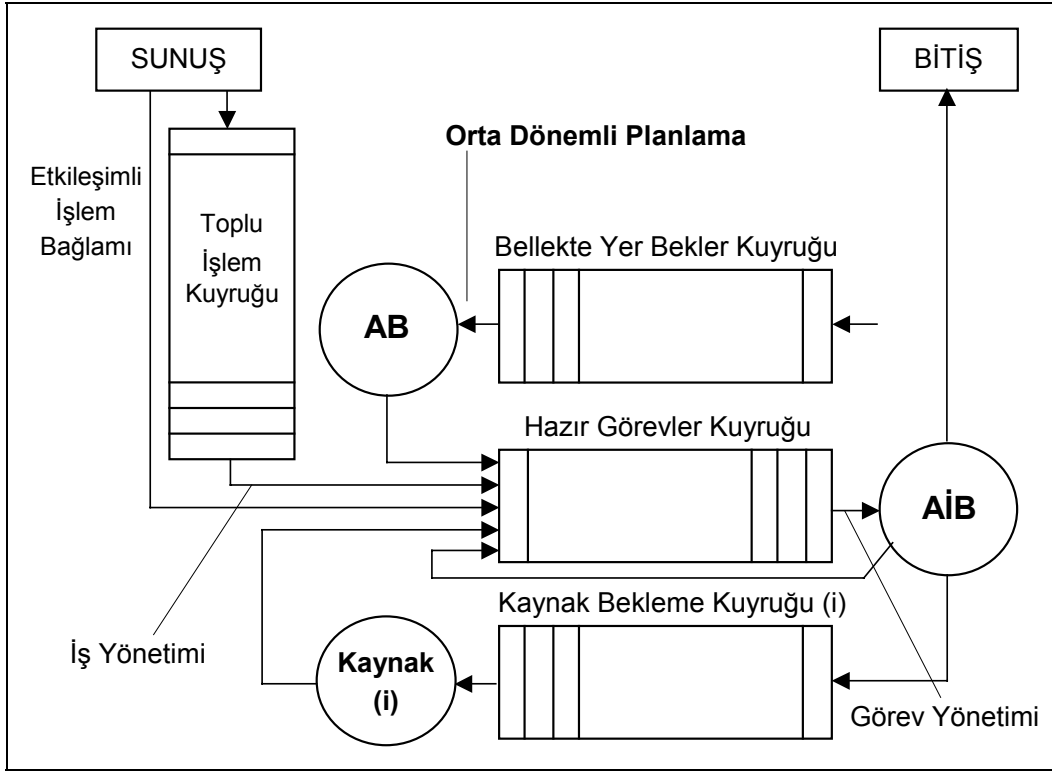 SUNUŞ
BİTİŞ
Orta Dönemli Planlama
Etkileşimli
İşlem
Bağlamı
Toplu
İşlem
Kuyruğu
Bellekte Yer Bekler Kuyruğu
AB
Hazır Görevler Kuyruğu
AİB
Kaynak Bekleme Kuyruğu (i)
İş Yönetimi
Kaynak
(i)
Görev Yönetimi